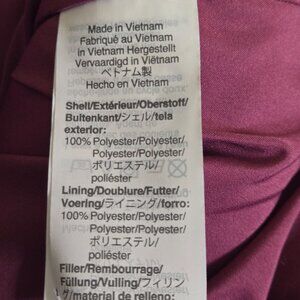 Made in Vietnam
Fabriqué au Vietnam
in Vietnam Hergestellt
Vervaardigd in Vietnam
ベトナム製
Hecho en Vietnam
Shell/Extérieur/Oberstoff/
Buitenkant/シェル/tela
exterior:
100% Polyester/Polyester/
Polyester/Polyester/
ポリエステル/
poliéster
Lining/Doublure/Futter/
Voering/ライニング/forro:
100% Polyester/Polyester/
Polyester/Polyester/
ポリエステル/
poliéster
Filler/Rembourrage/
Füllung/Vulling/フィリン
グ/material de relleno: